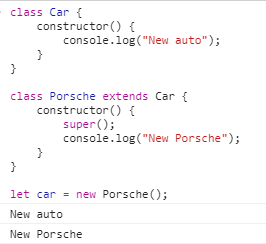 class Car {
    constructor() {
        console.log("New auto");
    }
}

class Porsche extends Car {
    constructor() {
        super();
        console.log("New Porsche");
    }
}

let car = new Porsche();
New auto
New Porsche